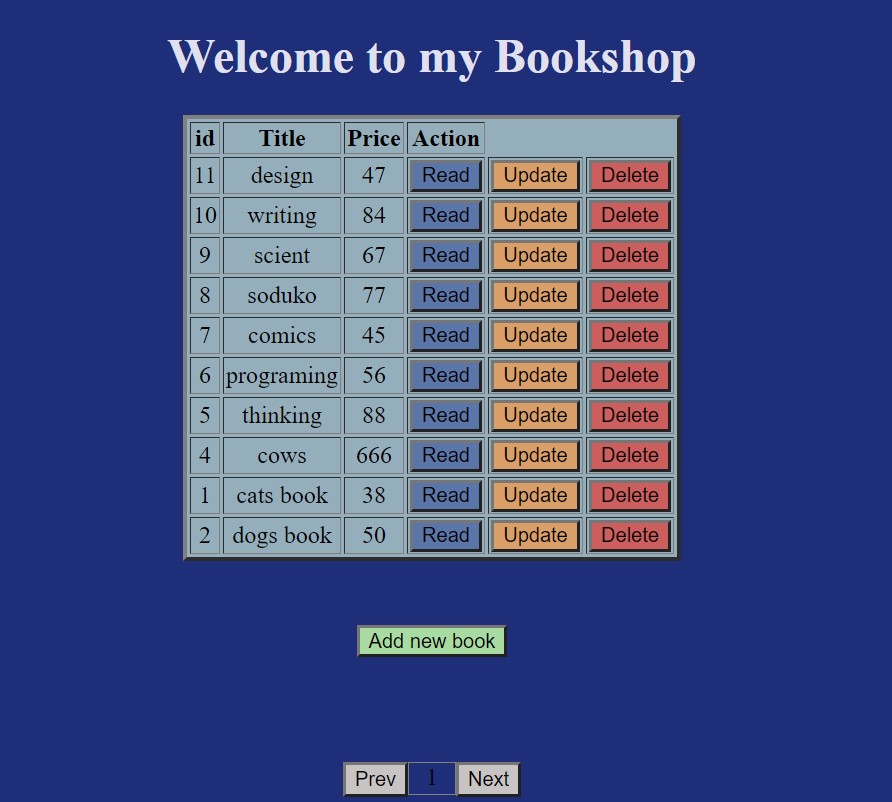 Welcome to my Bookshop
id Title Price Action
11 design 47 Read Update Delete
10 writing 84 Read Update Delete
9 scient 67 Read Update Delete
8 soduko 77 Read Update Delete
7 comics 45 Read Update Delete
6 programing 56 Read Update Delete
5 thinking 88 Read Update Delete
4 cows 666 Read Update Delete
1 cats book 38 Read Update Delete
2 dogs book 50 Read Update Delete
Add new book
Prev 1 Next